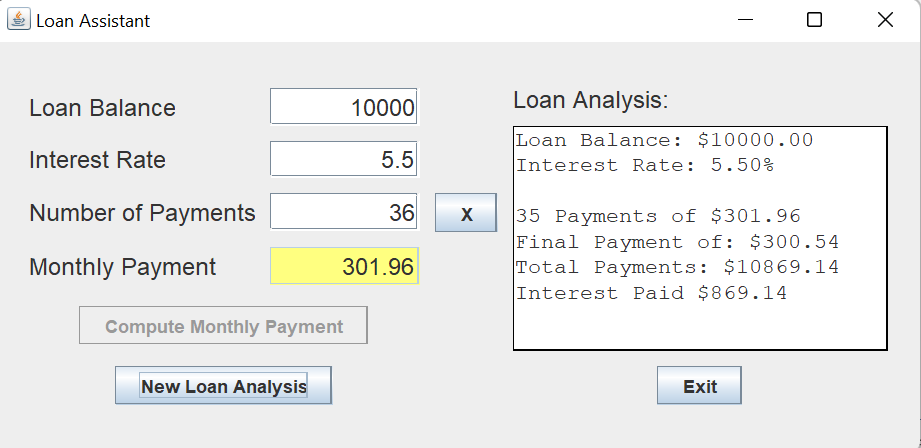 Loan Assistant
Loan Balance 10000
Interest Rate 5.5
Number of Payments 36 X
Monthly Payment 301.96
Compute Monthly Payment
New Loan Analysis
Loan Analysis:
Loan Balance: $10000.00
Interest Rate: 5.50%
35 Payments of $301.96
Final Payment of: $300.54
Total Payments: $10869.14
Interest Paid $869.14
Exit